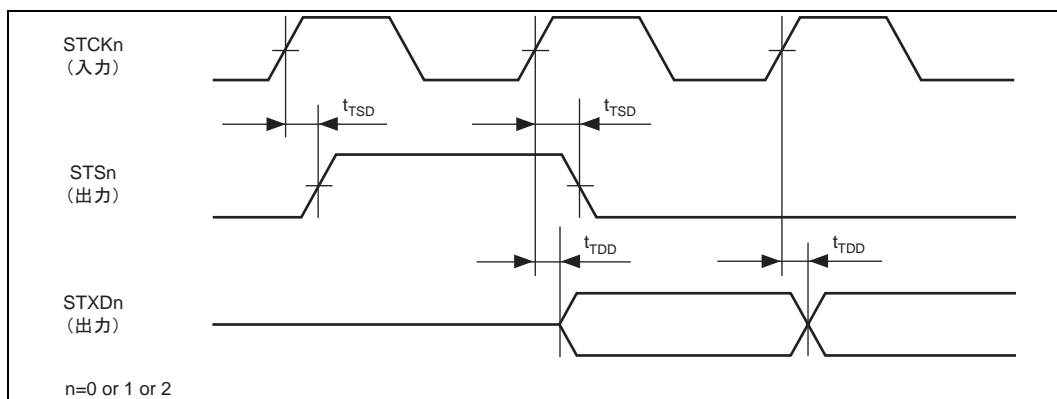 STCKn
（入力）
tTSD
tTSD
STSn
（出力）
tTDD
tTDD
STXDn
（出力）
n=0 or 1 or 2